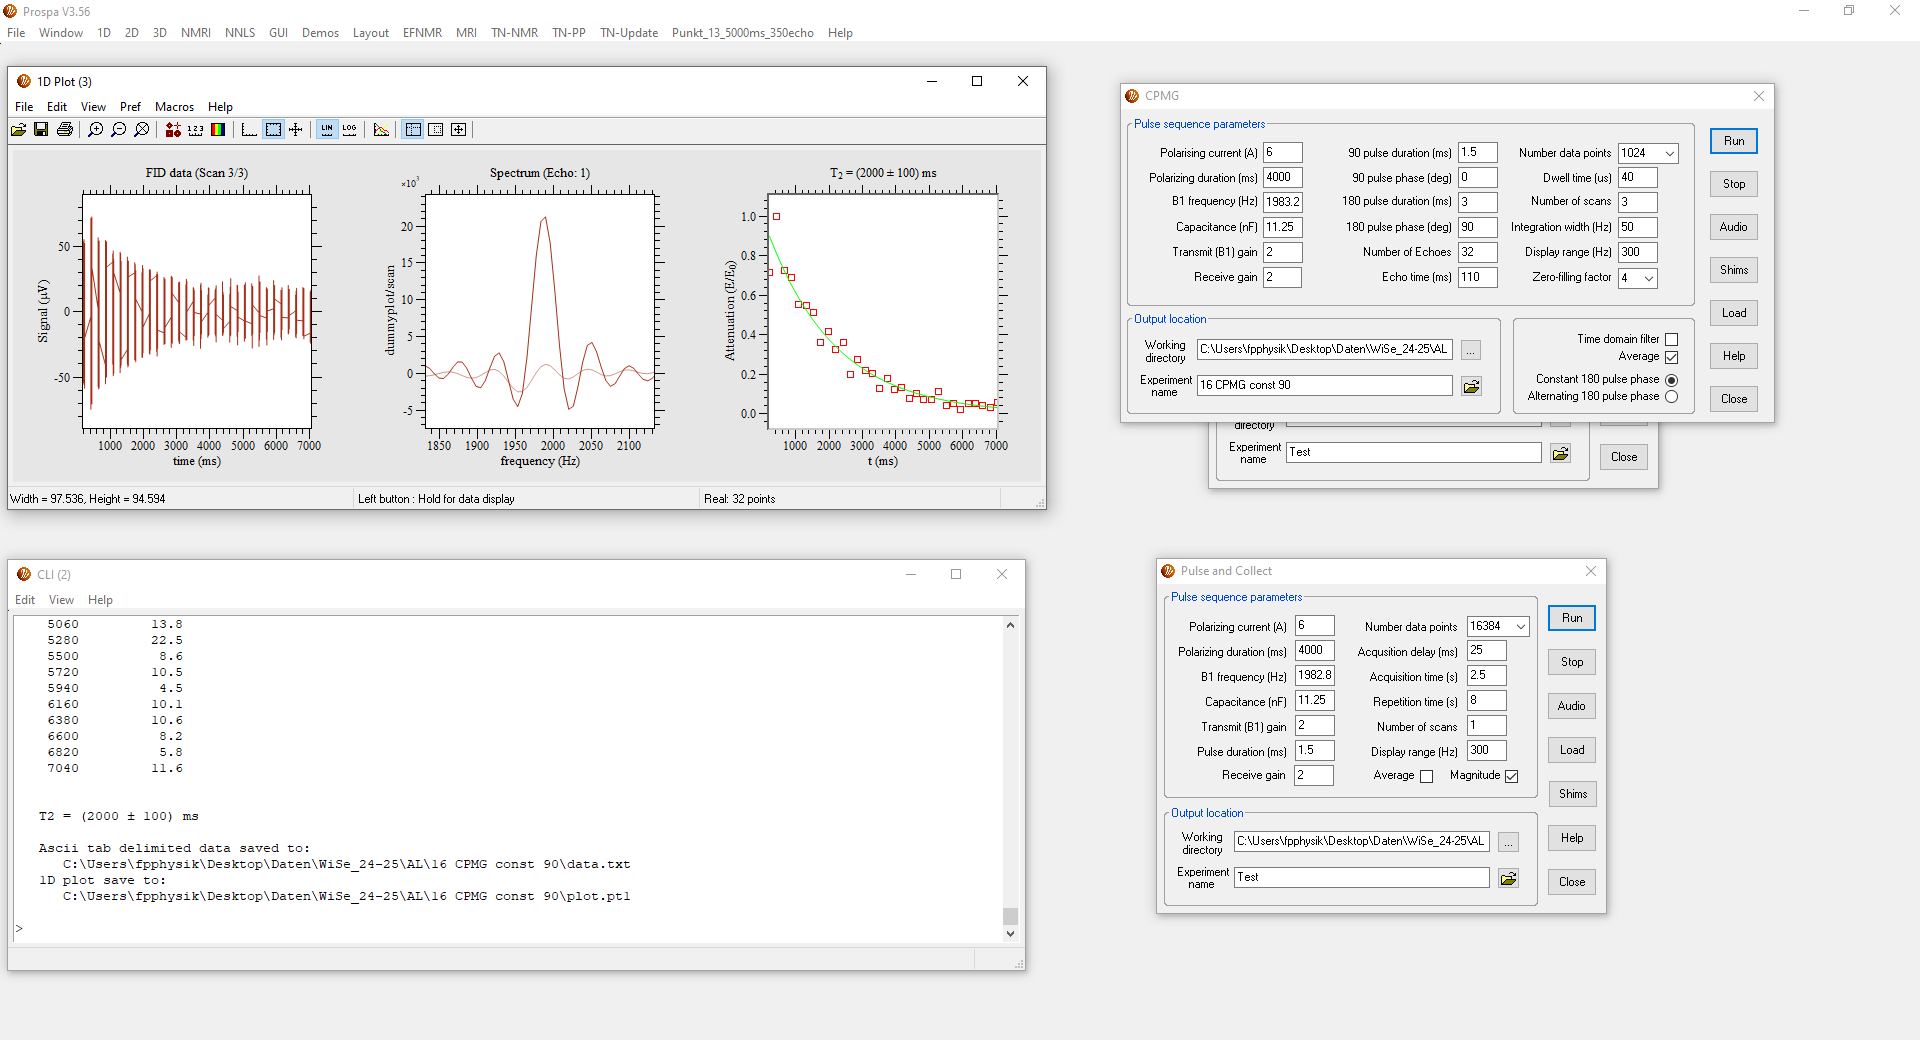 Prospa V3.56
File Window 1D 2D 3D NMRI NNLS GUI Demos Layout EFNMR MRI TN-NMR TN-PP TN-Update Punkt_13_5000ms_350echo Help
1D Plot (3)
File Edit View Pref Macros Help
1 2 3 LIN LOG
FID data (Scan 3/3)
Signal (µV)
50
0
-50
1000 2000 3000 4000 5000 6000 7000
time (ms)
Spectrum (Echo: 1)
×10³
dummyplot/scan
20
15
10
5
0
-5
1850 1900 1950 2000 2050 2100
frequency (Hz)
T2 = (2000 ± 100) ms
Attenuation (E/E0)
1.0
0.8
0.6
0.4
0.2
0.0
1000 2000 3000 4000 5000 6000 7000
t (ms)
Width = 97.536, Height = 94.594
Left button : Hold for data display
Real: 32 points
CPMG
Pulse sequence parameters
Polarising current (A) 6 90 pulse duration (ms) 1.5 Number data points 1024
Polarizing duration (ms) 4000 90 pulse phase (deg) 0 Dwell time (us) 40
B1 frequency (Hz) 1983.2 180 pulse duration (ms) 3 Number of scans 3
Capacitance (nF) 11.25 180 pulse phase (deg) 90 Integration width (Hz) 50
Transmit (B1) gain 2 Number of Echoes 32 Display range (Hz) 300
Receive gain 2 Echo time (ms) 110 Zero-filling factor 4
Run
Stop
Audio
Shims
Load
Help
Close
Output location
Working directory C:\Users\fpphysik\Desktop\Daten\WiSe_24-25\AL ...
Experiment name 16 CPMG const 90
Time domain filter
Average
Constant 180 pulse phase
Alternating 180 pulse phase
directory
Experiment name Test
Close
CLI (2)
Edit View Help
5060 13.8
5280 22.5
5500 8.6
5720 10.5
5940 4.5
6160 10.1
6380 10.6
6600 8.2
6820 5.8
7040 11.6
T2 = (2000 ± 100) ms
Ascii tab delimited data saved to:
C:\Users\fpphysik\Desktop\Daten\WiSe_24-25\AL\16 CPMG const 90\data.txt
1D plot save to:
C:\Users\fpphysik\Desktop\Daten\WiSe_24-25\AL\16 CPMG const 90\plot.pt1
>
Pulse and Collect
Pulse sequence parameters
Polarizing current (A) 6 Number data points 16384
Polarizing duration (ms) 4000 Acqusition delay (ms) 25
B1 frequency (Hz) 1982.8 Acquisition time (s) 2.5
Capacitance (nF) 11.25 Repetition time (s) 8
Transmit (B1) gain 2 Number of scans 1
Pulse duration (ms) 1.5 Display range (Hz) 300
Receive gain 2 Average Magnitude
Run
Stop
Audio
Load
Shims
Help
Close
Output location
Working directory C:\Users\fpphysik\Desktop\Daten\WiSe_24-25\AL ...
Experiment name Test